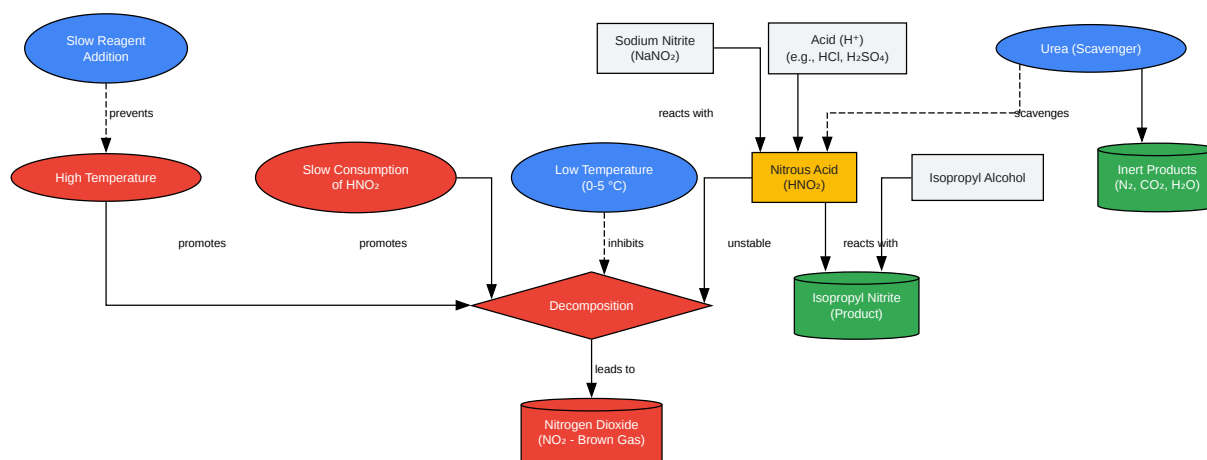 Slow Reagent
Addition
Sodium Nitrite
(NaNO₂)
Acid (H⁺)
(e.g., HCl, H₂SO₄)
Urea (Scavenger)
prevents
reacts with
scavenges
High Temperature
Slow Consumption
of HNO₂
Low Temperature
(0-5 °C)
Nitrous Acid
(HNO₂)
Isopropyl Alcohol
Inert Products
(N₂, CO₂, H₂O)
promotes
promotes
inhibits
unstable
reacts with
Decomposition
Isopropyl Nitrite
(Product)
leads to
Nitrogen Dioxide
(NO₂ - Brown Gas)